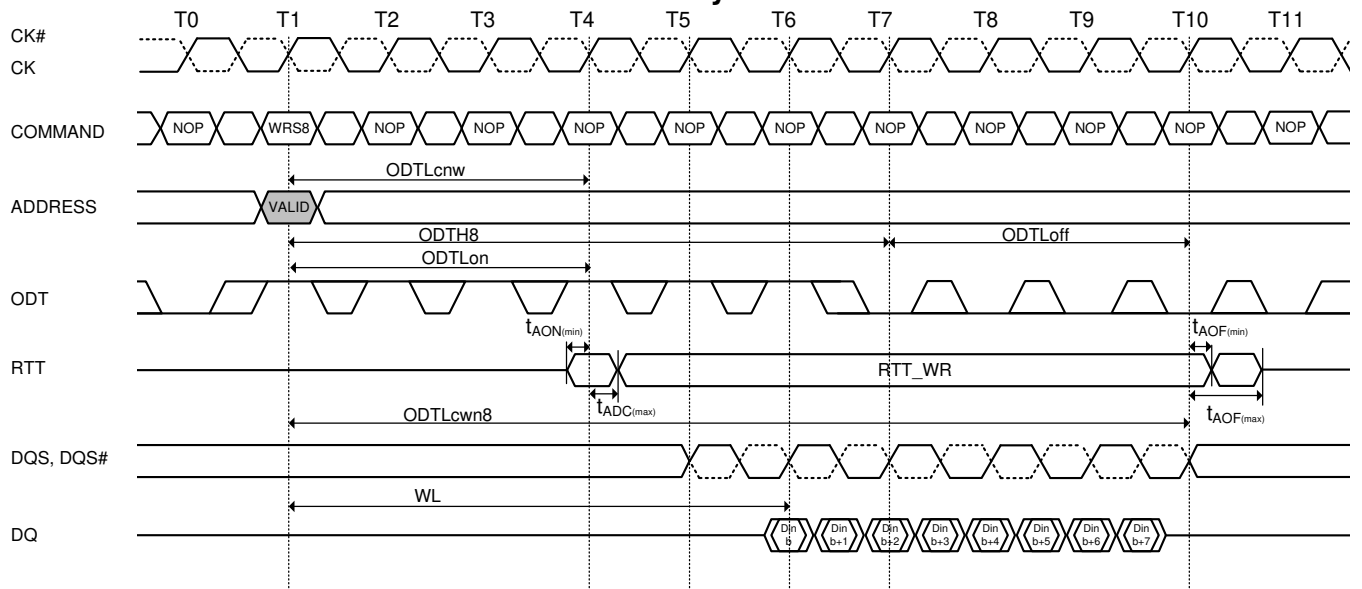 T0 T1 T2 T3 T4 T5 T6 T7 T8 T9 T10 T11
CK#
CK
COMMAND NOP WRS8 NOP NOP NOP NOP NOP NOP NOP NOP NOP NOP
ODTLcnw
ADDRESS VALID
ODTH8 ODTLoff
ODTLon
ODT
tAON(min) tAOF(min)
RTT RTT_WR
tADC(max) tAOF(max)
ODTLcwn8
DQS, DQS#
WL
DQ Din b Din b+1 Din b+2 Din b+3 Din b+4 Din b+5 Din b+6 Din b+7